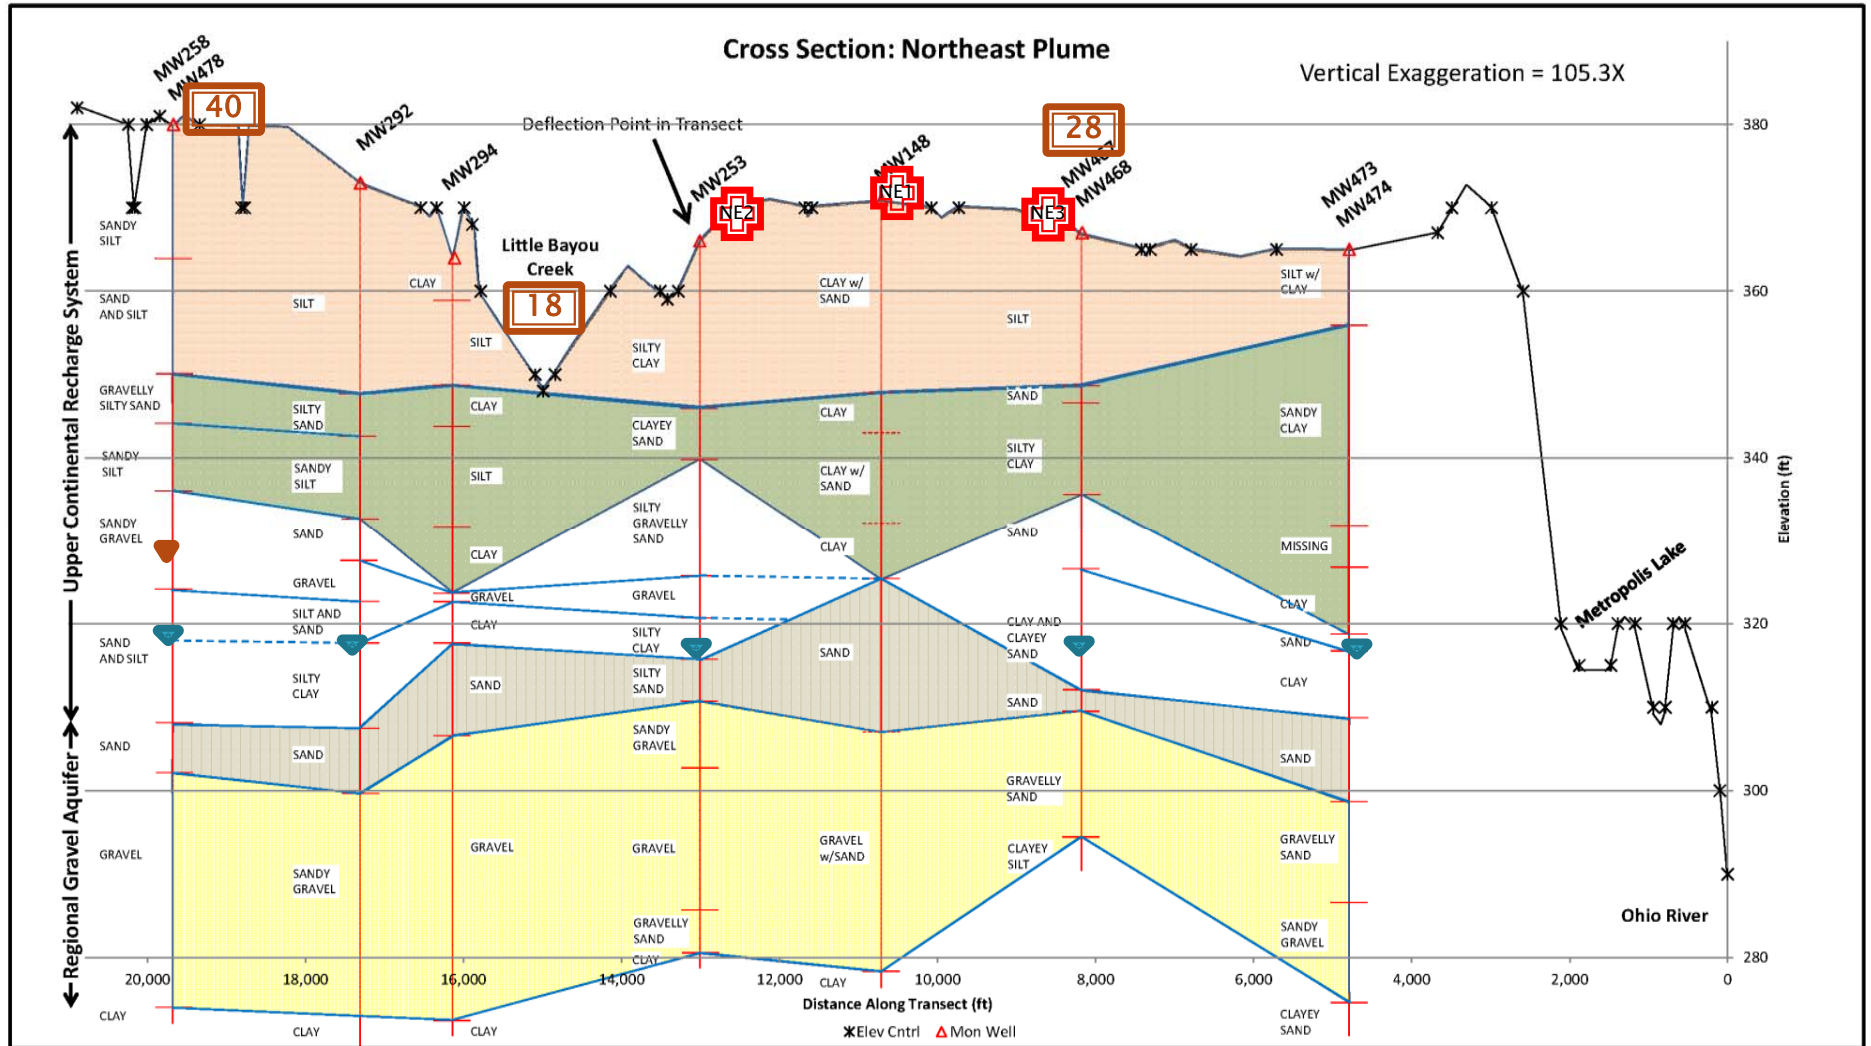 Cross Section: Northeast Plume
Vertical Exaggeration = 105.3X
MW258
MW478
40
MW292
MW294
Deflection Point in Transect
MW253
NE2
MW148
NE1
28
MW467
MW468
NE3
MW473
MW474
Little Bayou
Creek
18
Upper Continental Recharge System
Regional Gravel Aquifer
SANDY
SILT
SAND
AND SILT
GRAVELLY
SILTY SAND
SANDY
SILT
SANDY
GRAVEL
SAND
AND SILT
SAND
GRAVEL
CLAY
SILT
SILTY
SAND
SANDY
SILT
SAND
GRAVEL
SILT AND
SAND
SILTY
CLAY
SAND
SANDY
GRAVEL
CLAY
CLAY
SILT
CLAY
SILT
CLAY
GRAVEL
CLAY
SAND
GRAVEL
CLAY
SILTY
CLAY
CLAYEY
SAND
SILTY
GRAVELLY
SAND
GRAVEL
SILTY
CLAY
SILTY
SAND
SANDY
GRAVEL
GRAVEL
GRAVELLY
SAND
CLAY
CLAY w/
SAND
CLAY
CLAY w/
SAND
CLAY
SAND
GRAVEL
w/SAND
CLAY
SILT
SAND
SILTY
CLAY
SAND
CLAY AND
CLAYEY
SAND
SAND
GRAVELLY
SAND
CLAYEY
SILT
SILT w/
CLAY
SANDY
CLAY
MISSING
CLAY
SAND
CLAY
SAND
GRAVELLY
SAND
SANDY
GRAVEL
CLAYEY
SAND
Metropolis Lake
Ohio River
380
360
340
320
300
280
Elevation (ft)
20,000
18,000
16,000
14,000
12,000
10,000
8,000
6,000
4,000
2,000
0
Distance Along Transect (ft)
Elev Cntrl
Mon Well